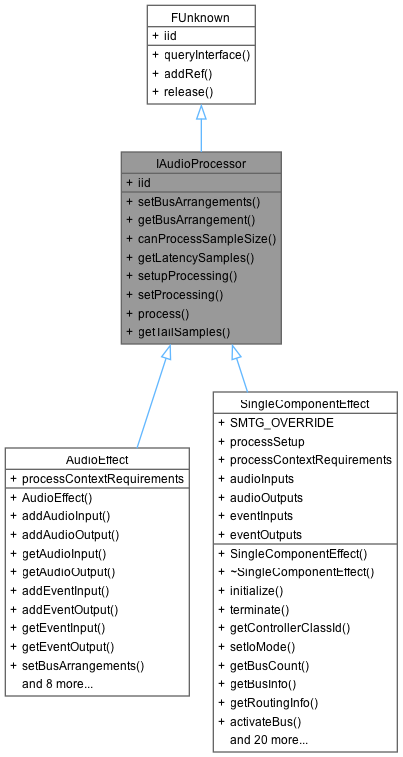 FUnknown
+ iid
+ queryInterface()
+ addRef()
+ release()
IAudioProcessor
+ iid
+ setBusArrangements()
+ getBusArrangement()
+ canProcessSampleSize()
+ getLatencySamples()
+ setupProcessing()
+ setProcessing()
+ process()
+ getTailSamples()
AudioEffect
+ processContextRequirements
+ AudioEffect()
+ addAudioInput()
+ addAudioOutput()
+ getAudioInput()
+ getAudioOutput()
+ addEventInput()
+ addEventOutput()
+ getEventInput()
+ getEventOutput()
+ setBusArrangements()
and 8 more...
SingleComponentEffect
+ SMTG_OVERRIDE
+ processSetup
+ processContextRequirements
+ audioInputs
+ audioOutputs
+ eventInputs
+ eventOutputs
+ SingleComponentEffect()
+ ~SingleComponentEffect()
+ initialize()
+ terminate()
+ getControllerClassId()
+ setIoMode()
+ getBusCount()
+ getBusInfo()
+ getRoutingInfo()
+ activateBus()
and 20 more...